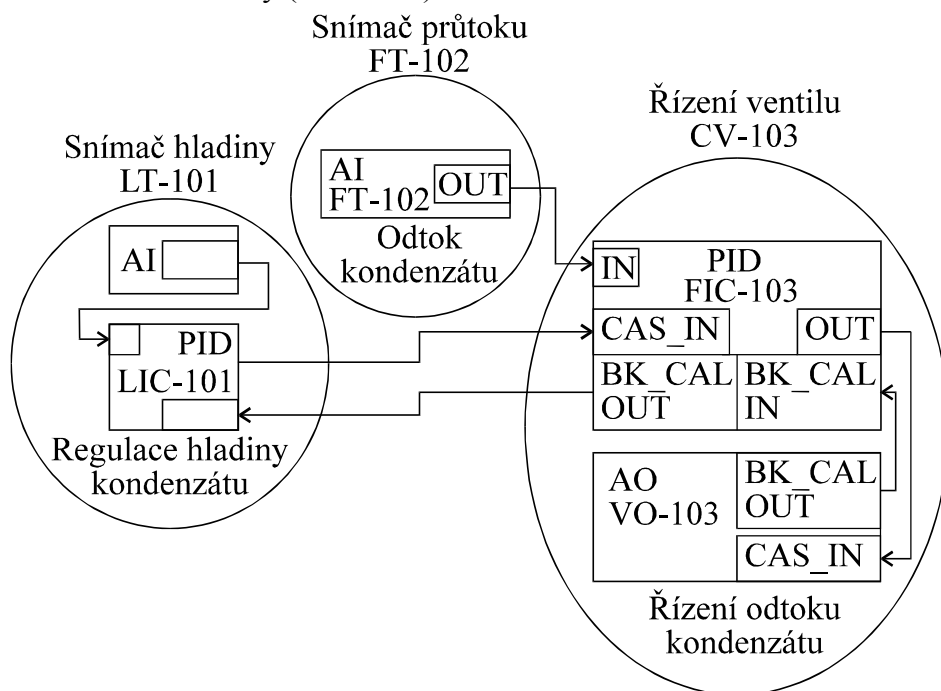 Snímač průtoku
FT-102
AI
FT-102
OUT
Odtok
kondenzátu
Snímač hladiny
LT-101
AI
PID
LIC-101
Regulace hladiny
kondenzátu
Řízení ventilu
CV-103
IN
PID
FIC-103
CAS_IN
OUT
BK_CAL
OUT
BK_CAL
IN
AO
VO-103
BK_CAL
OUT
CAS_IN
Řízení odtoku
kondenzátu